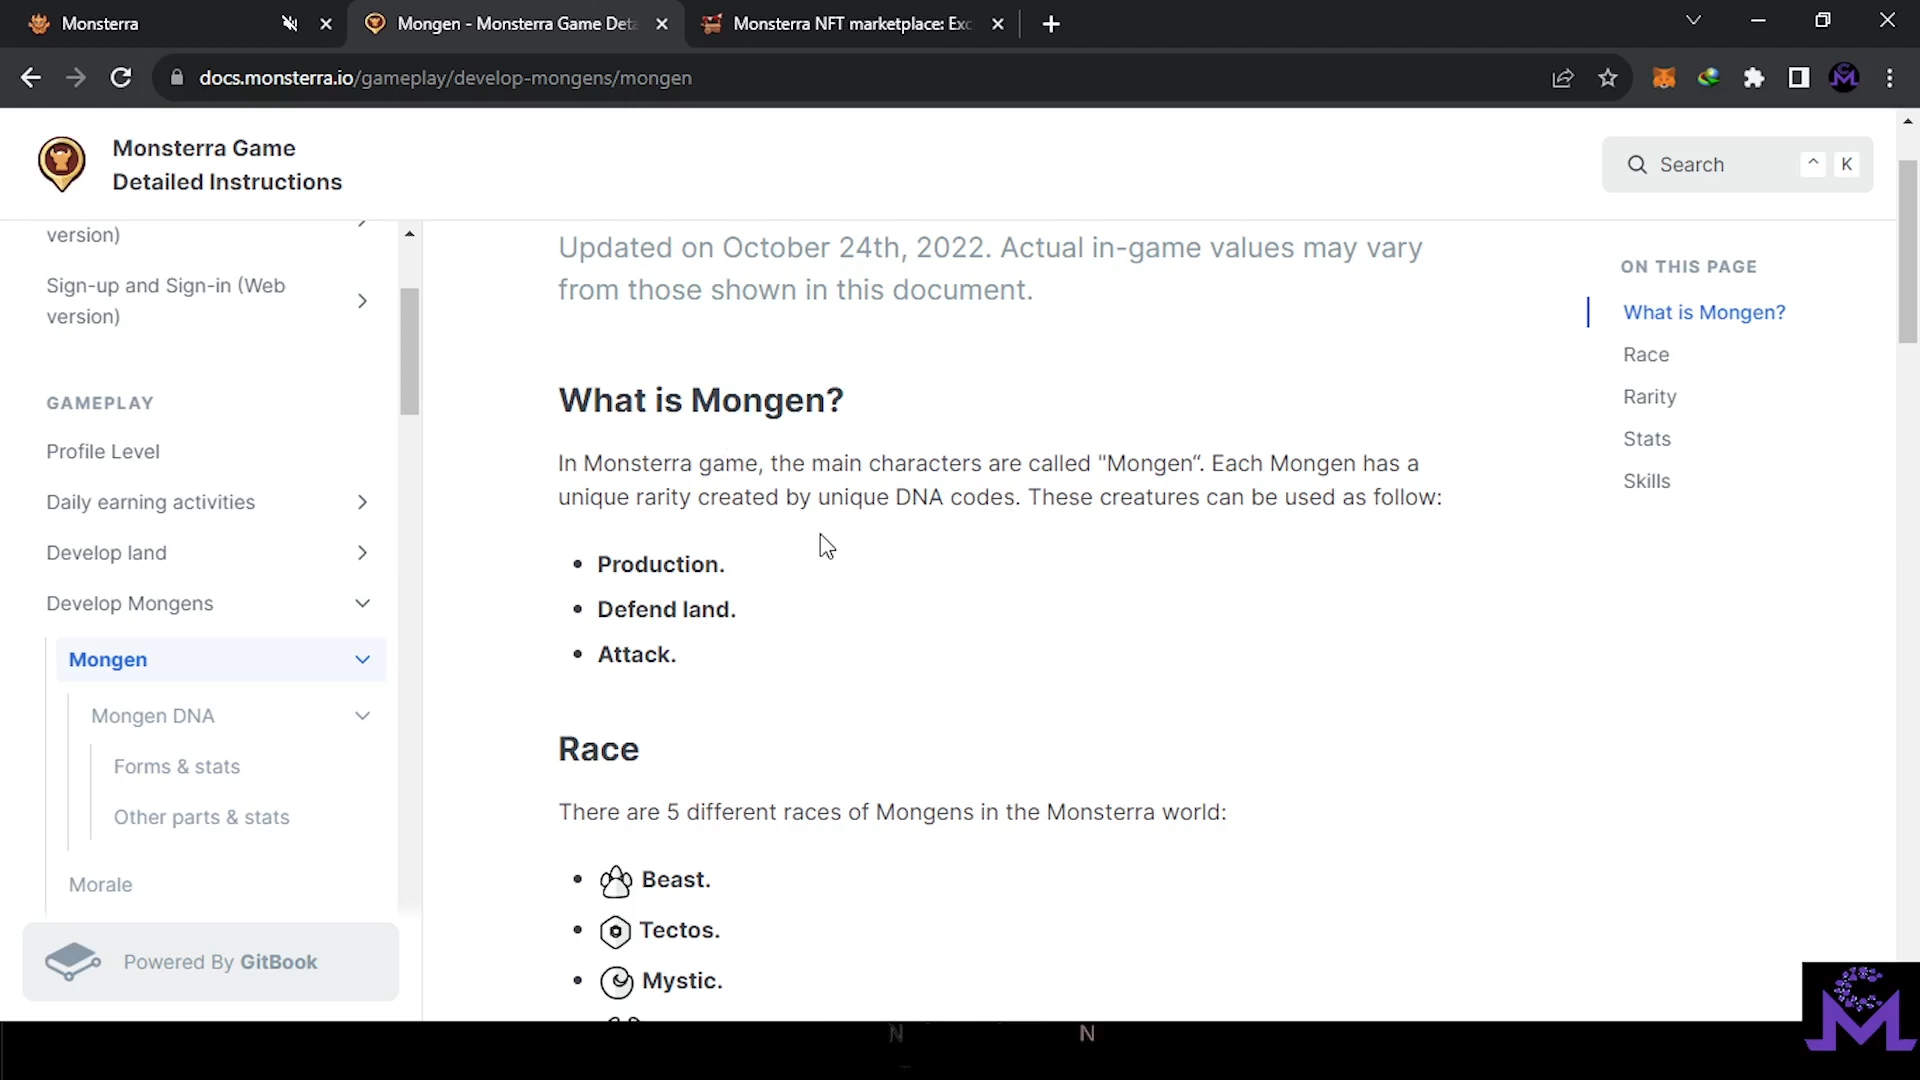 Monsterra
Mongen - Monsterra Game Deta
Monsterra NFT marketplace: Exc
docs.monsterra.io/gameplay/develop-mongens/mongen
Monsterra Game
Detailed Instructions
Search
^ K
version)
Sign-up and Sign-in (Web
version)
GAMEPLAY
Profile Level
Daily earning activities
Develop land
Develop Mongens
Mongen
Mongen DNA
Forms & stats
Other parts & stats
Morale
Powered By GitBook
Updated on October 24th, 2022. Actual in-game values may vary
from those shown in this document.
What is Mongen?
In Monsterra game, the main characters are called "Mongen“. Each Mongen has a
unique rarity created by unique DNA codes. These creatures can be used as follow:
• Production.
• Defend land.
• Attack.
Race
There are 5 different races of Mongens in the Monsterra world:
• Beast.
• Tectos.
• Mystic.
ON THIS PAGE
What is Mongen?
Race
Rarity
Stats
Skills
N
N